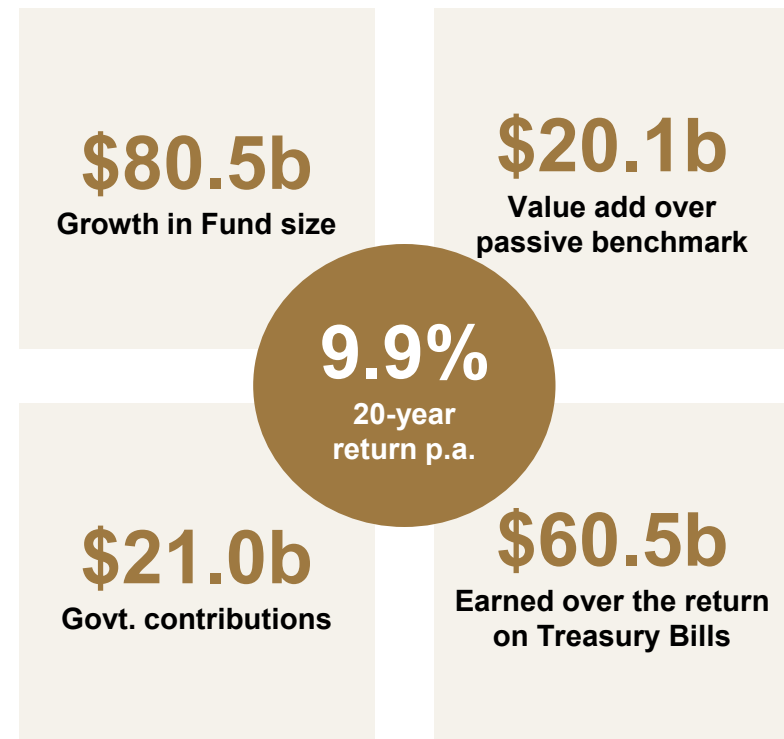 $80.5b
Growth in Fund size
$20.1b
Value add over
passive benchmark
9.9%
20-year
return p.a.
$21.0b
Govt. contributions
$60.5b
Earned over the return
on Treasury Bills